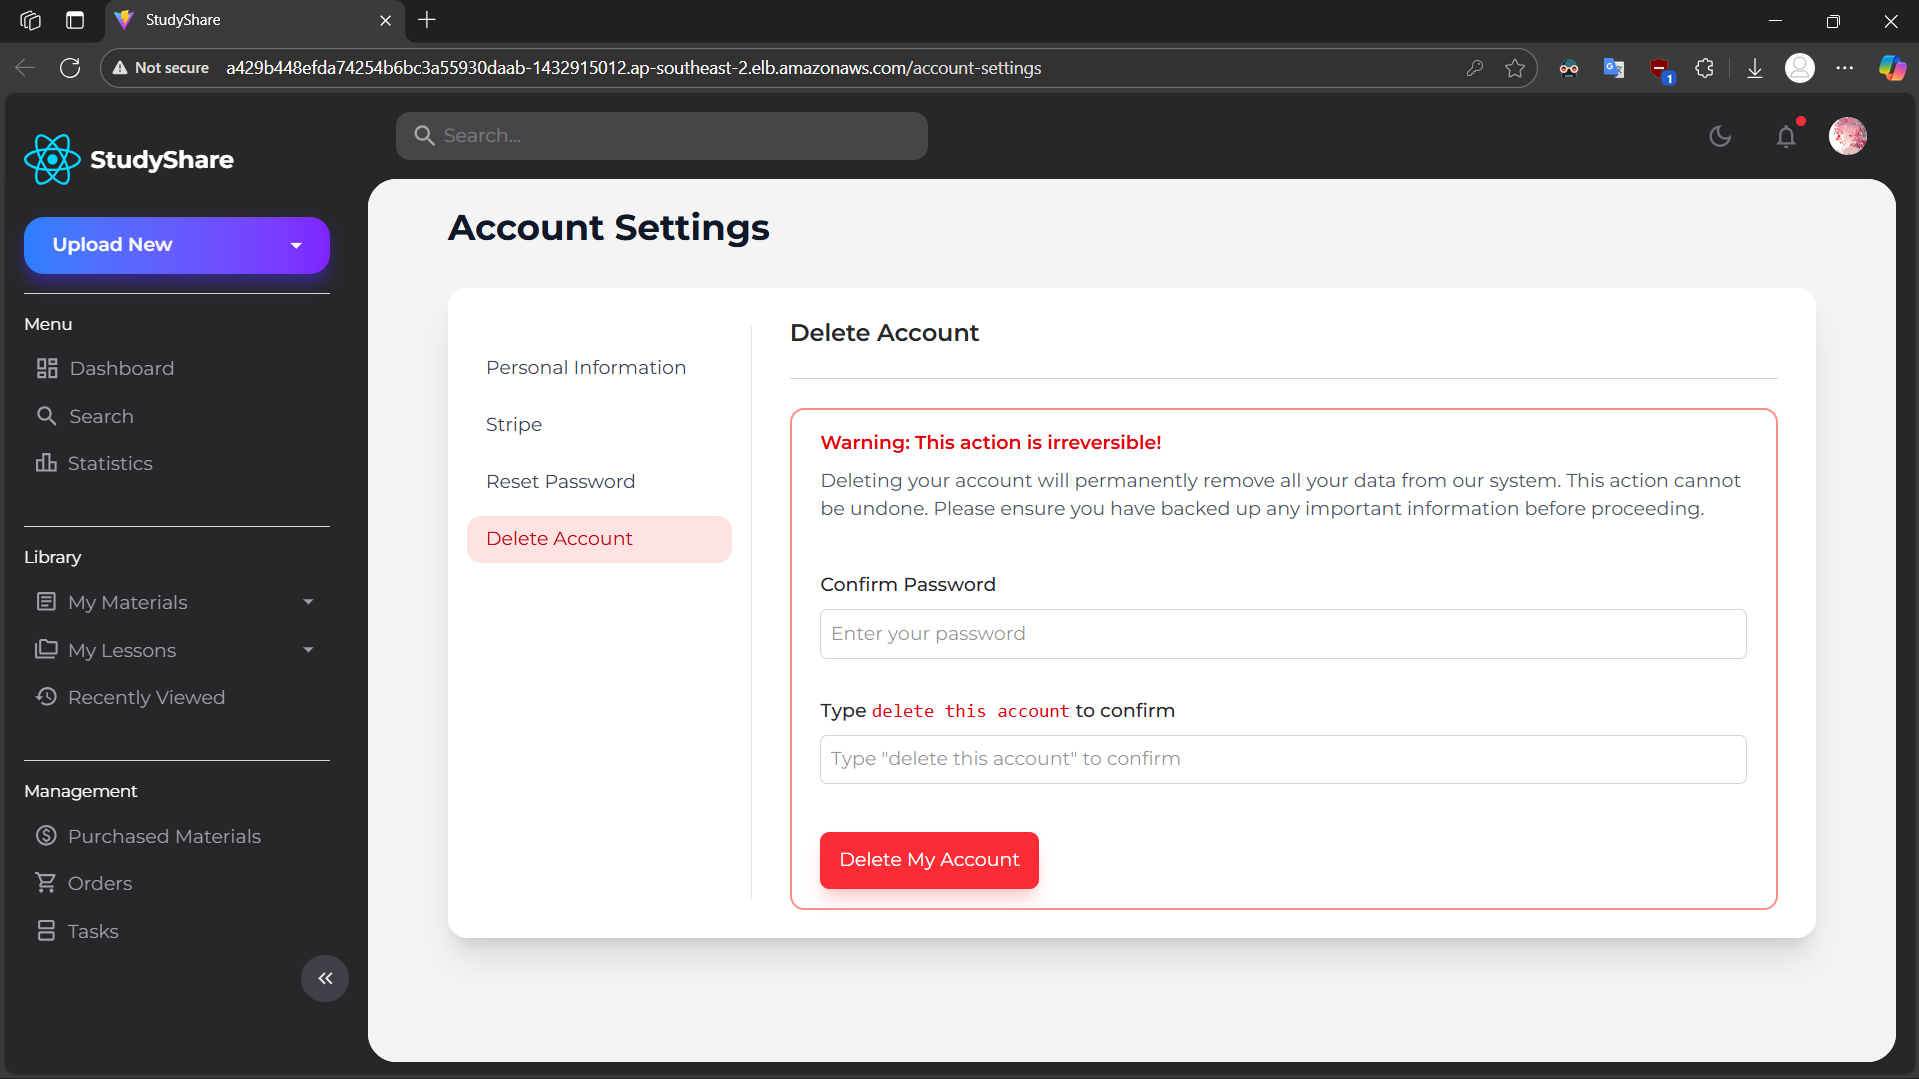 StudyShare
Not secure
a429b448efda74254b6bc3a55930daab-1432915012.ap-southeast-2.elb.amazonaws.com/account-settings
1
StudyShare
Search...
Upload New
Menu
Dashboard
Search
Statistics
Library
My Materials
My Lessons
Recently Viewed
Management
Purchased Materials
Orders
Tasks
Account Settings
Personal Information
Stripe
Reset Password
Delete Account
Delete Account
Warning: This action is irreversible!
Deleting your account will permanently remove all your data from our system. This action cannot
be undone. Please ensure you have backed up any important information before proceeding.
Confirm Password
Enter your password
Type delete this account to confirm
Type "delete this account" to confirm
Delete My Account